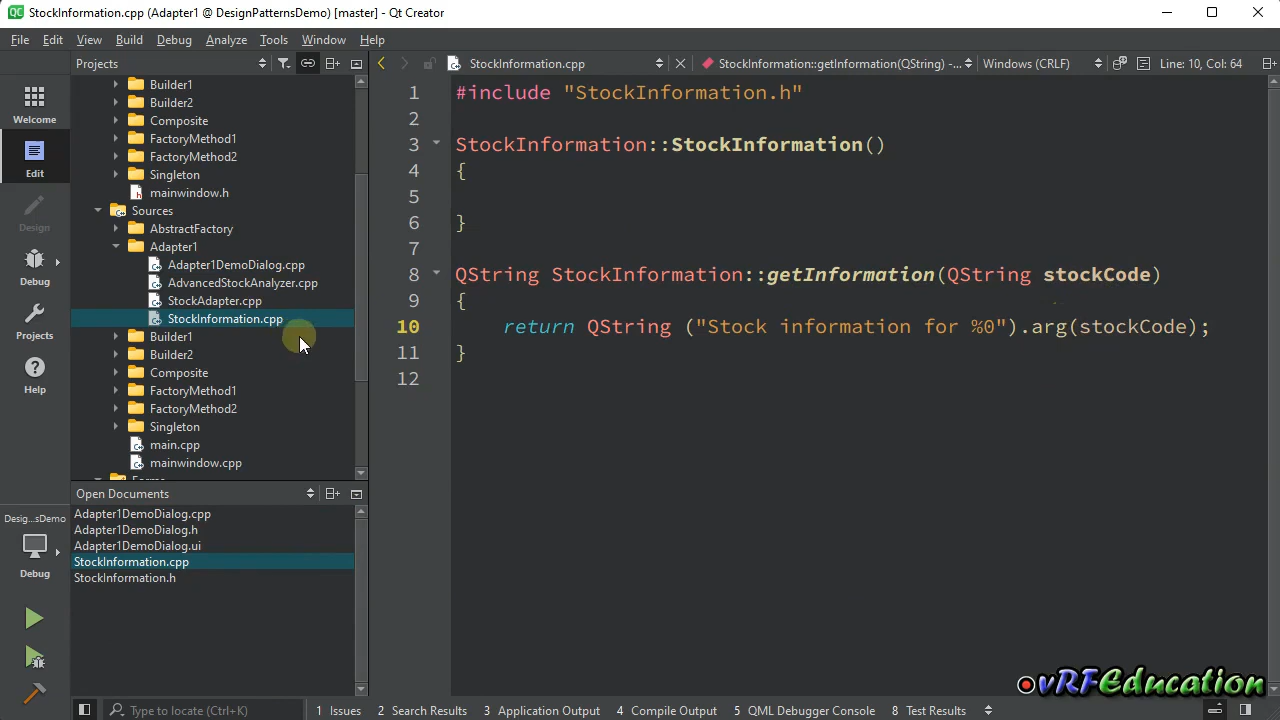 StockInformation.cpp (Adapter1 @ DesignPatternsDemo) [master] - Qt Creator
File Edit View Build Debug Analyze Tools Window Help
Projects
StockInformation.cpp
StockInformation::getInformation(QString) -...
Windows (CRLF)
Line: 10, Col: 64
Welcome
Edit
Design
Debug
Projects
Help
Desig...sDemo
Debug
Builder1
Builder2
Composite
FactoryMethod1
FactoryMethod2
Singleton
mainwindow.h
Sources
AbstractFactory
Adapter1
Adapter1DemoDialog.cpp
AdvancedStockAnalyzer.cpp
StockAdapter.cpp
StockInformation.cpp
Builder1
Builder2
Composite
FactoryMethod1
FactoryMethod2
Singleton
main.cpp
mainwindow.cpp
Forms
Open Documents
Adapter1DemoDialog.cpp
Adapter1DemoDialog.h
Adapter1DemoDialog.ui
StockInformation.cpp
StockInformation.h
1 #include "StockInformation.h"
2
3 StockInformation::StockInformation()
4 {
5
6 }
7
8 QString StockInformation::getInformation(QString stockCode)
9 {
10 return QString ("Stock information for %0").arg(stockCode);
11 }
12
vRFEducation
Type to locate (Ctrl+K)
1 Issues
2 Search Results
3 Application Output
4 Compile Output
5 QML Debugger Console
8 Test Results